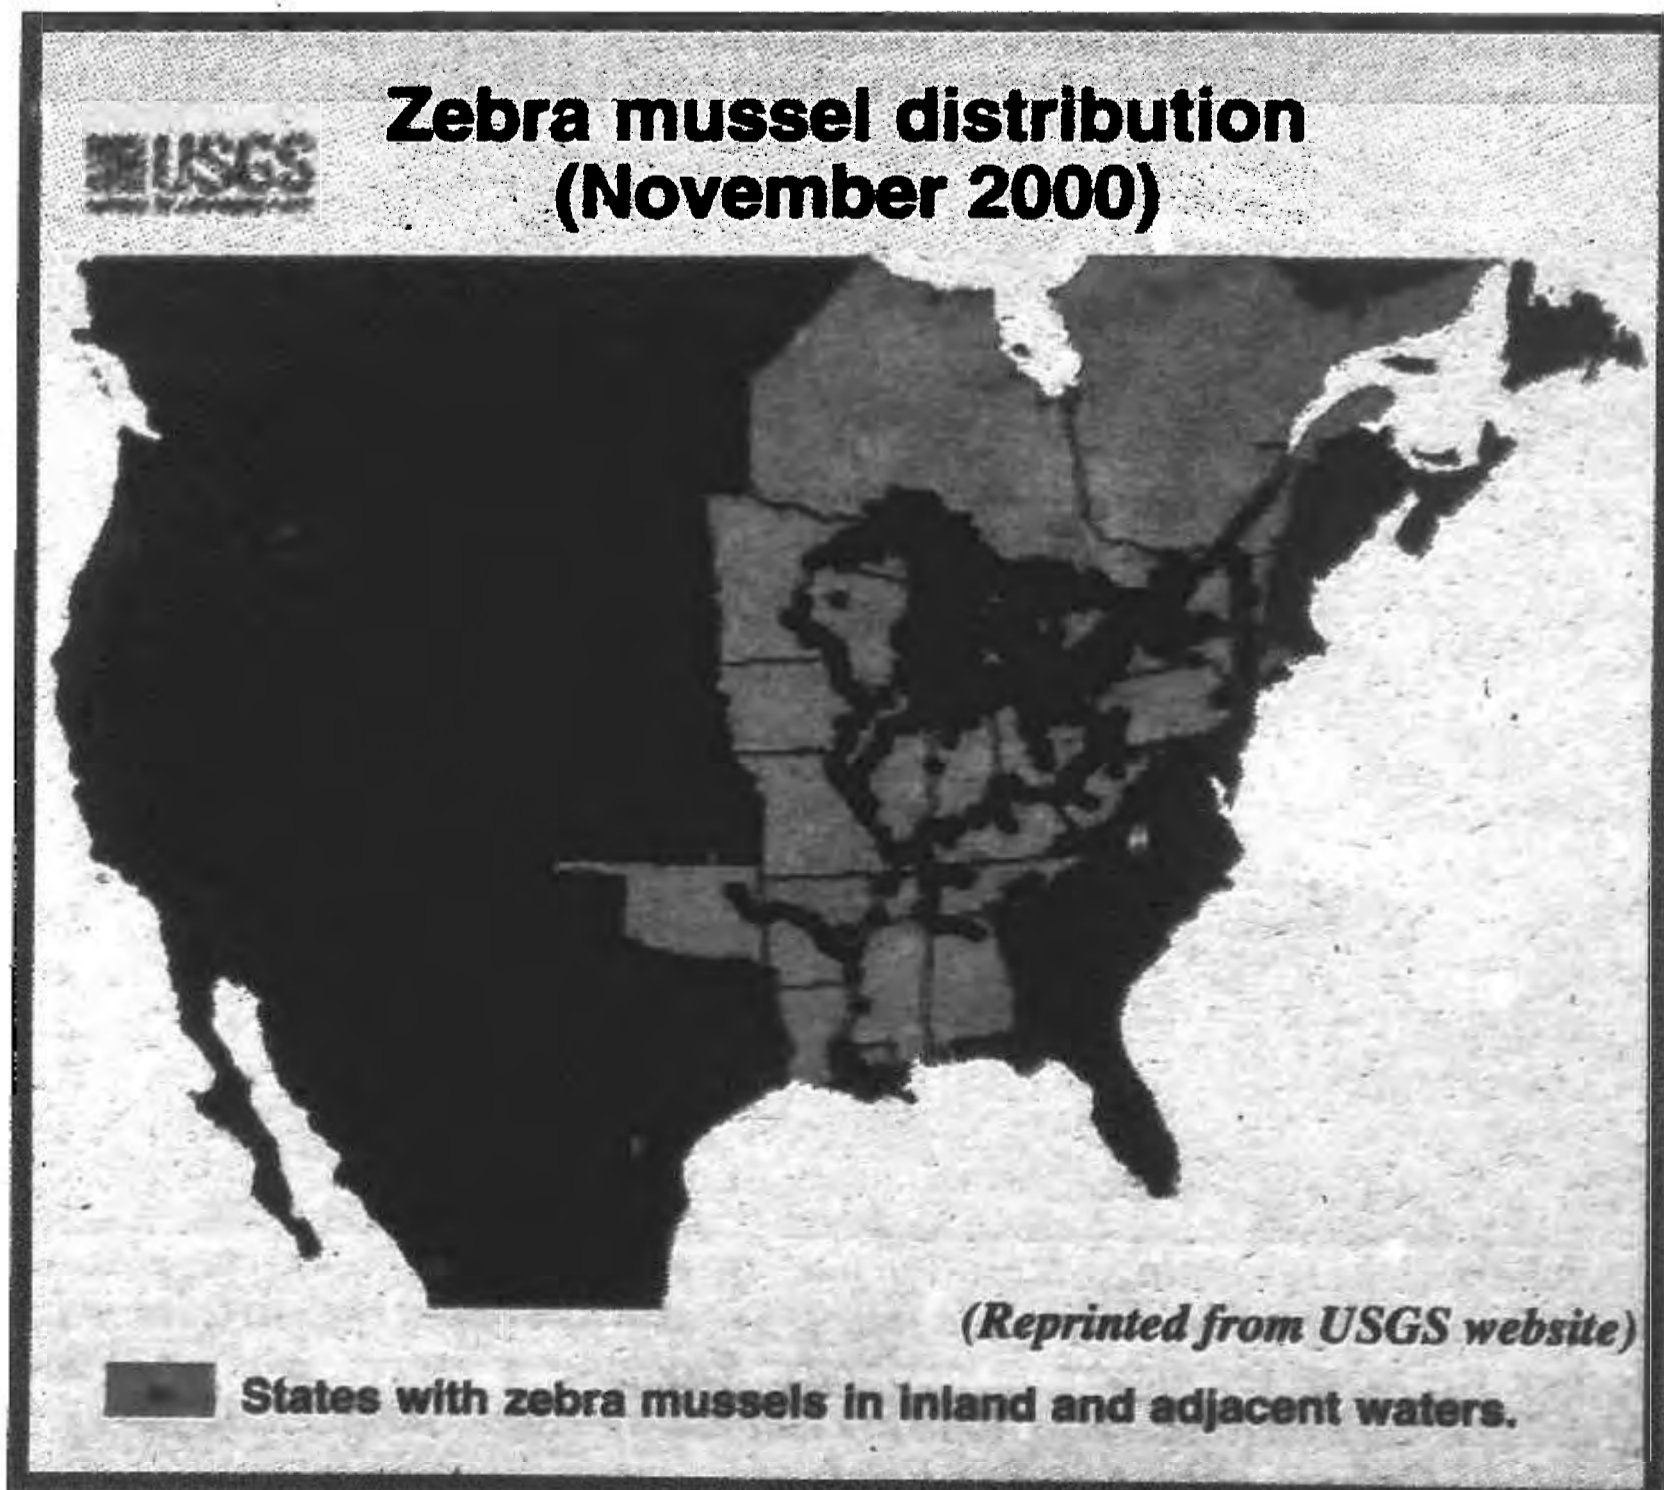 Zebra mussel distribution
(November 2000)
USGS
(Reprinted from USGS website)
States with zebra mussels in inland and adjacent waters.